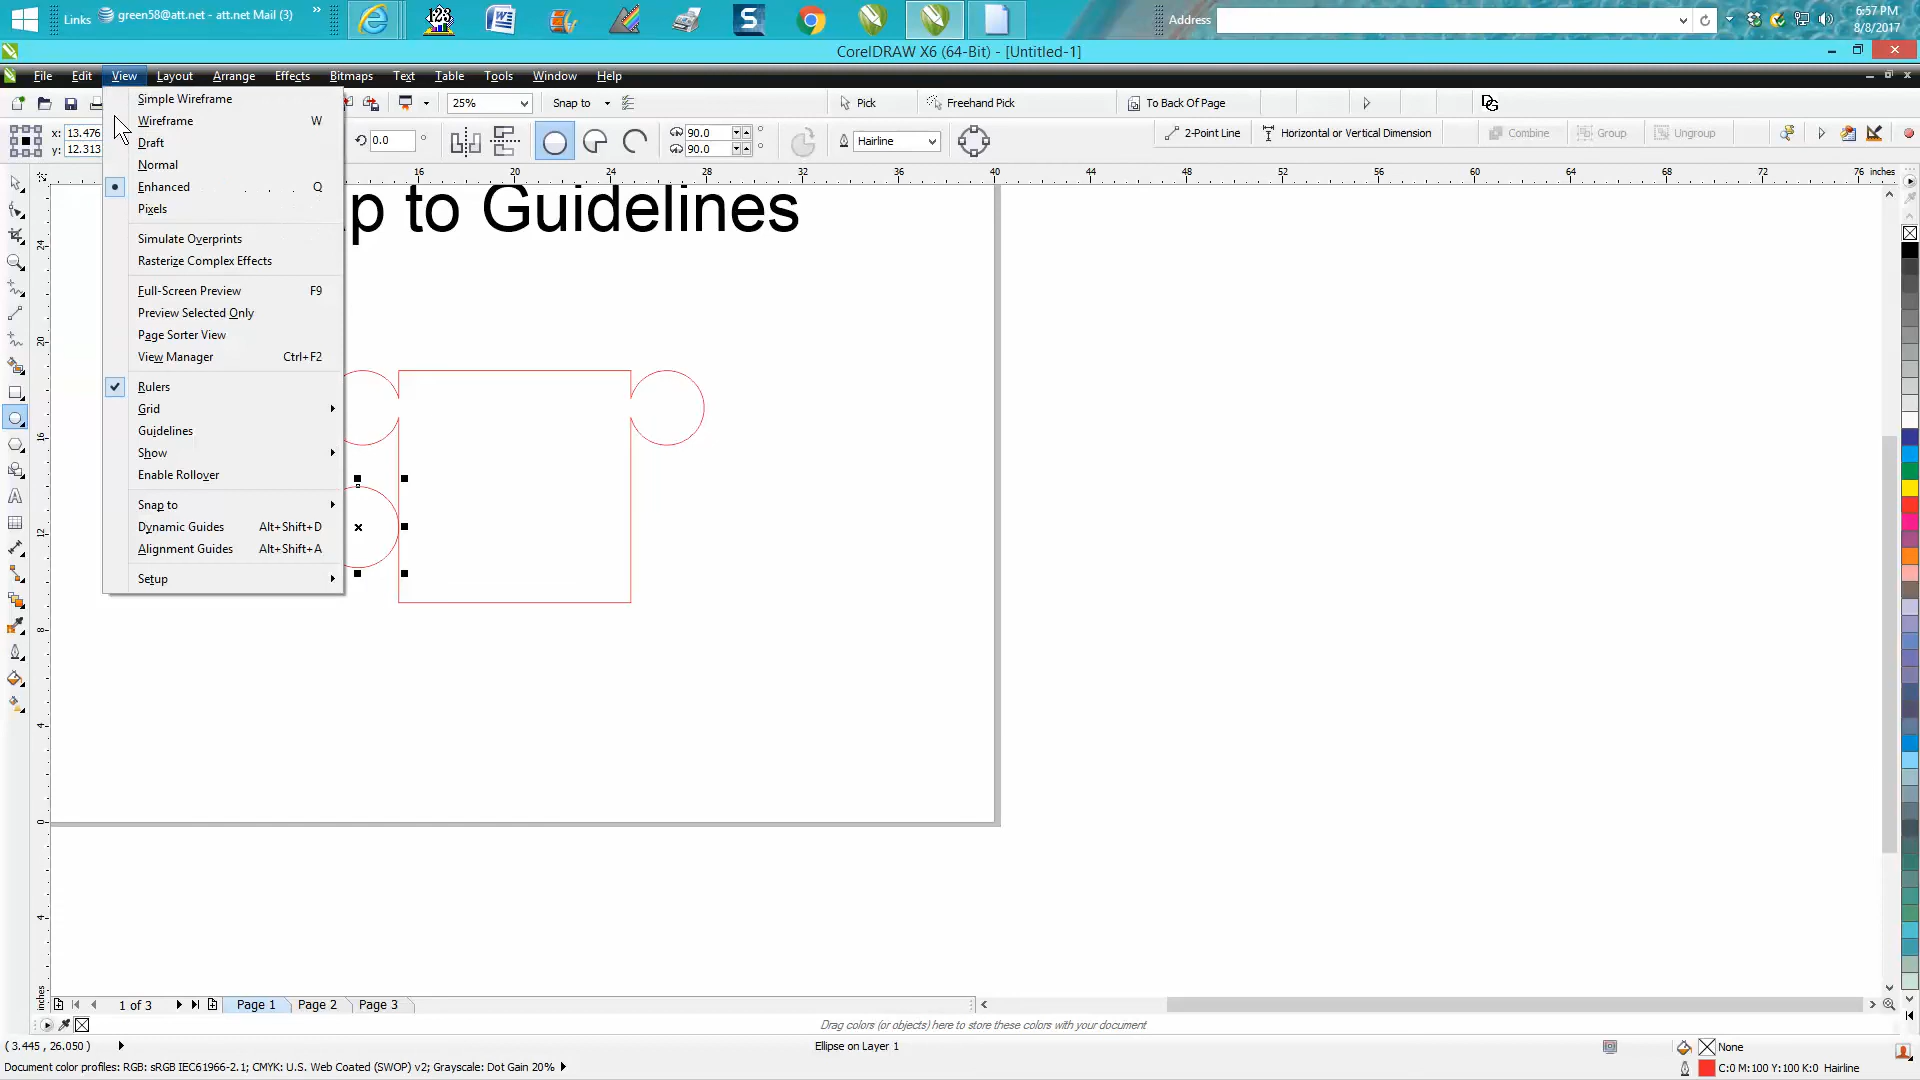 Links green58@att.net - att.net Mail (3) »
Address
6:57 PM
8/8/2017
CorelDRAW X6 (64-Bit) - [Untitled-1]
File Edit View Layout Arrange Effects Bitmaps Text Table Tools Window Help
25% Snap to Pick Freehand Pick To Back Of Page
x: 13.476
y: 12.313
0.0 °
90.0 °
90.0 °
Hairline
2-Point Line Horizontal or Vertical Dimension Combine Group Ungroup
16 20 24 28 32 36 40 44 48 52 56 60 64 68 72 76 inches
Simple Wireframe
Wireframe W
Draft
Normal
Enhanced Q
Pixels
Simulate Overprints
Rasterize Complex Effects
Full-Screen Preview F9
Preview Selected Only
Page Sorter View
View Manager Ctrl+F2
Rulers
Grid
Guidelines
Show
Enable Rollover
Snap to
Dynamic Guides Alt+Shift+D
Alignment Guides Alt+Shift+A
Setup
p to Guidelines
24
20
16
12
8
4
0
4
inches
1 of 3 Page 1 Page 2 Page 3
Drag colors (or objects) here to store these colors with your document
( 3.445 , 26.050 ) Ellipse on Layer 1 None
Document color profiles: RGB: sRGB IEC61966-2.1; CMYK: U.S. Web Coated (SWOP) v2; Grayscale: Dot Gain 20% C:0 M:100 Y:100 K:0 Hairline